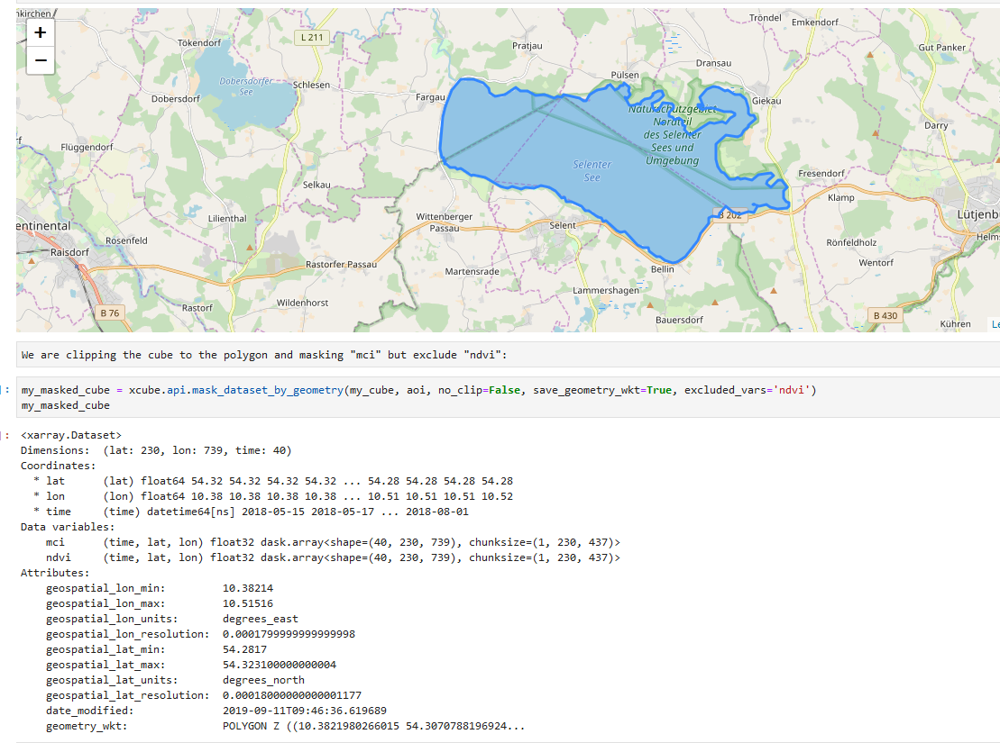 nkirchen
+
−
L 211
Tröndel
Emkendorf
Tökendorf
Pratjau
Gut Panker
Dobersdorfer
See
Schlesen
Dransau
Pülsen
Dobersdorf
Fargau
Giekau
Naturschutzgebiet
Nordteil
des Selenter
Sees und
Umgebung
Darry
Flüggendorf
Selenter
See
Fresendorf
Selkau
Klamp
entinental
Lilienthal
Wittenberger
Passau
Selent
B 202
Lütjenb
Rosenfeld
Raisdorf
Rönfeldholz
Helms
Rastorfer Passau
Martensrade
Bellin
Wentorf
Lammershagen
Rastorf
Wildenhorst
B 76
Bauersdorf
B 430
Kühren
Le
We are clipping the cube to the polygon and masking "mci" but exclude "ndvi":
]: my_masked_cube = xcube.api.mask_dataset_by_geometry(my_cube, aoi, no_clip=False, save_geometry_wkt=True, excluded_vars='ndvi')
my_masked_cube
]: <xarray.Dataset>
Dimensions:  (lat: 230, lon: 739, time: 40)
Coordinates:
  * lat      (lat) float64 54.32 54.32 54.32 54.32 ... 54.28 54.28 54.28 54.28
  * lon      (lon) float64 10.38 10.38 10.38 10.38 ... 10.51 10.51 10.51 10.52
  * time     (time) datetime64[ns] 2018-05-15 2018-05-17 ... 2018-08-01
Data variables:
    mci      (time, lat, lon) float32 dask.array<shape=(40, 230, 739), chunksize=(1, 230, 437)>
    ndvi     (time, lat, lon) float32 dask.array<shape=(40, 230, 739), chunksize=(1, 230, 437)>
Attributes:
    geospatial_lon_min:         10.38214
    geospatial_lon_max:         10.51516
    geospatial_lon_units:       degrees_east
    geospatial_lon_resolution:  0.0001799999999999998
    geospatial_lat_min:         54.2817
    geospatial_lat_max:         54.323100000000004
    geospatial_lat_units:       degrees_north
    geospatial_lat_resolution:  0.00018000000000001177
    date_modified:              2019-09-11T09:46:36.619689
    geometry_wkt:               POLYGON Z ((10.3821980266015 54.3070788196924...